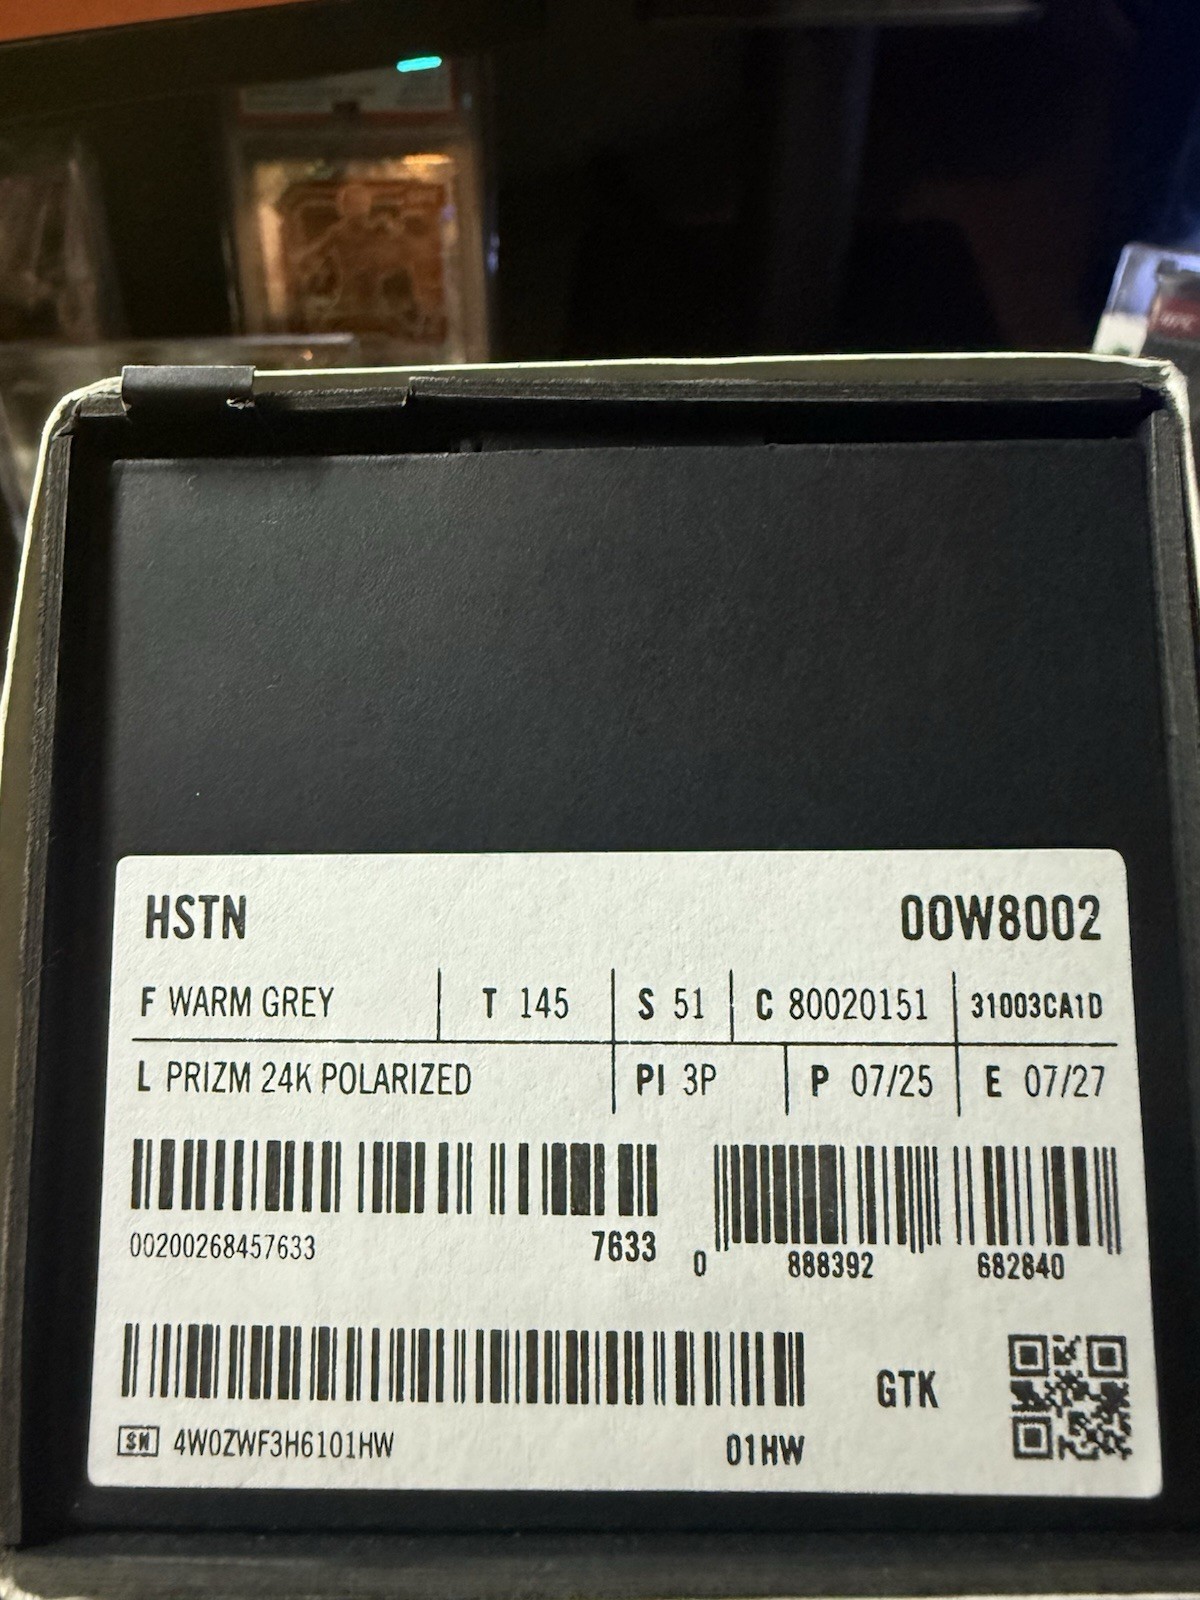 HSTN 00W8002
F WARM GREY T 145 S 51 C 80020151 31003CA1D
L PRIZM 24K POLARIZED PI 3P P 07/25 E 07/27
00200268457633 7633 0 888392 682840
GTK
SN 4W0ZWF3H6101HW 01HW